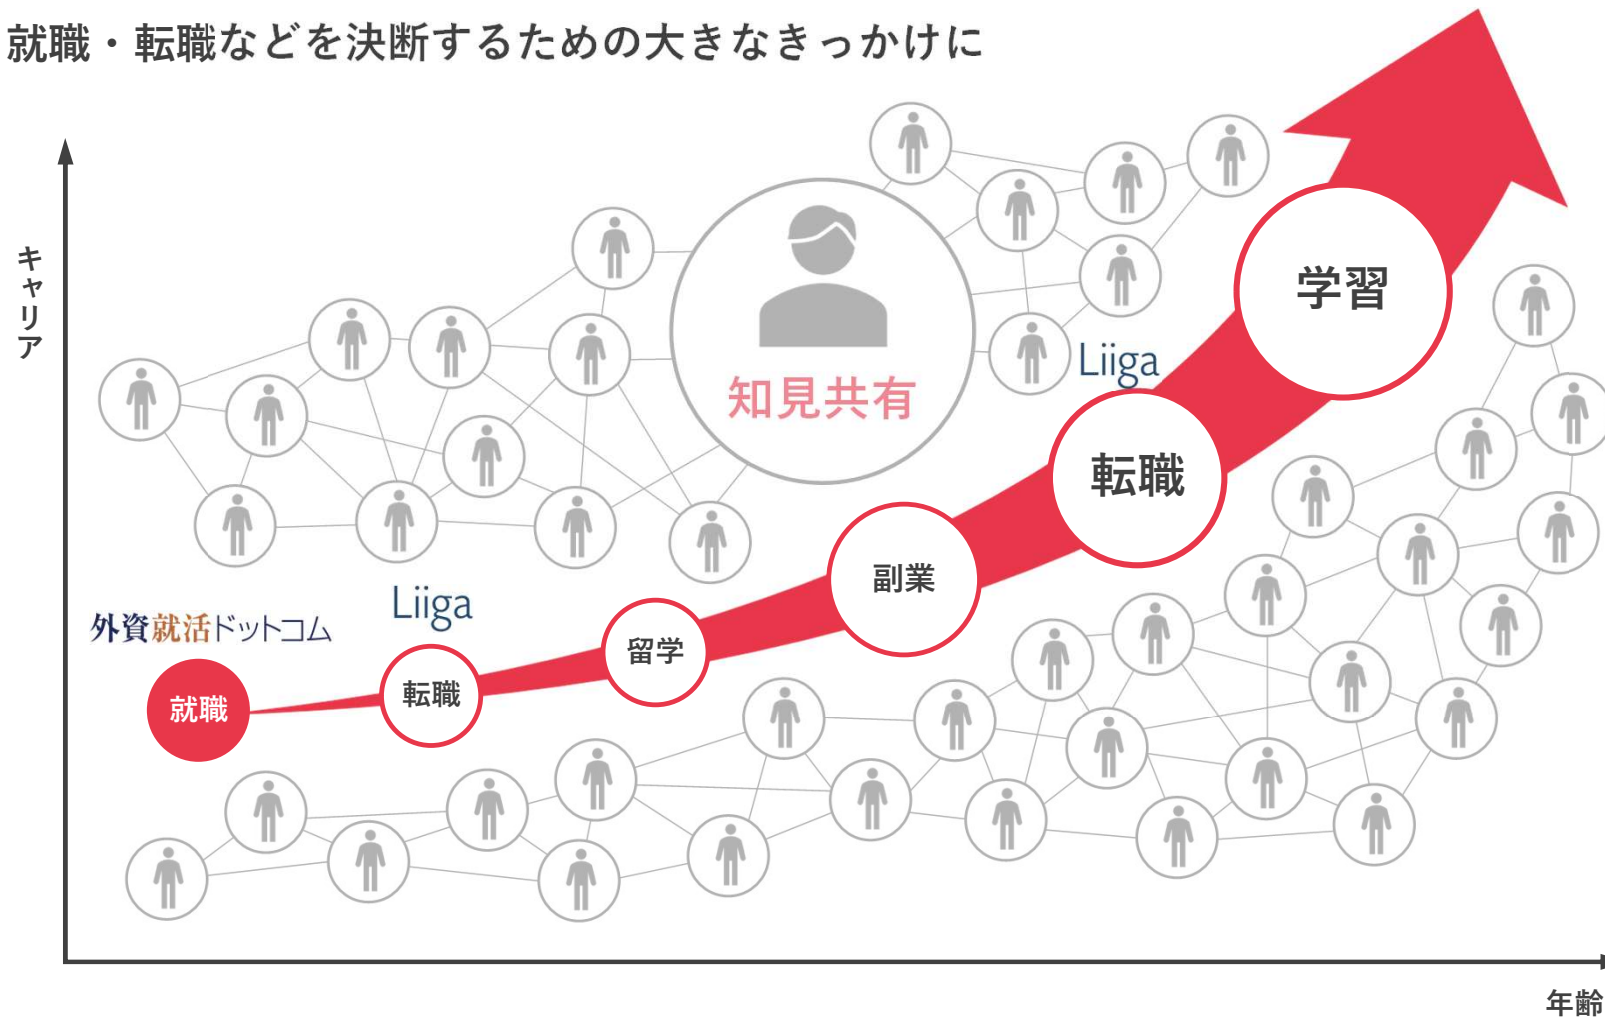 就職・転職などを決断するための大きなきっかけに
キャリア
知見共有
Liiga
学習
転職
副業
Liiga
外資就活ドットコム
留学
転職
就職
年齢